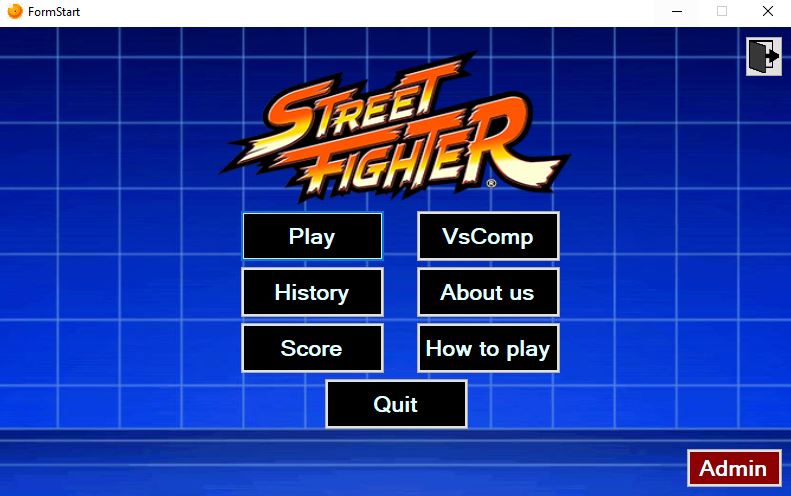 FormStart
STREET
FIGHTER®
Play
VsComp
History
About us
Score
How to play
Quit
Admin